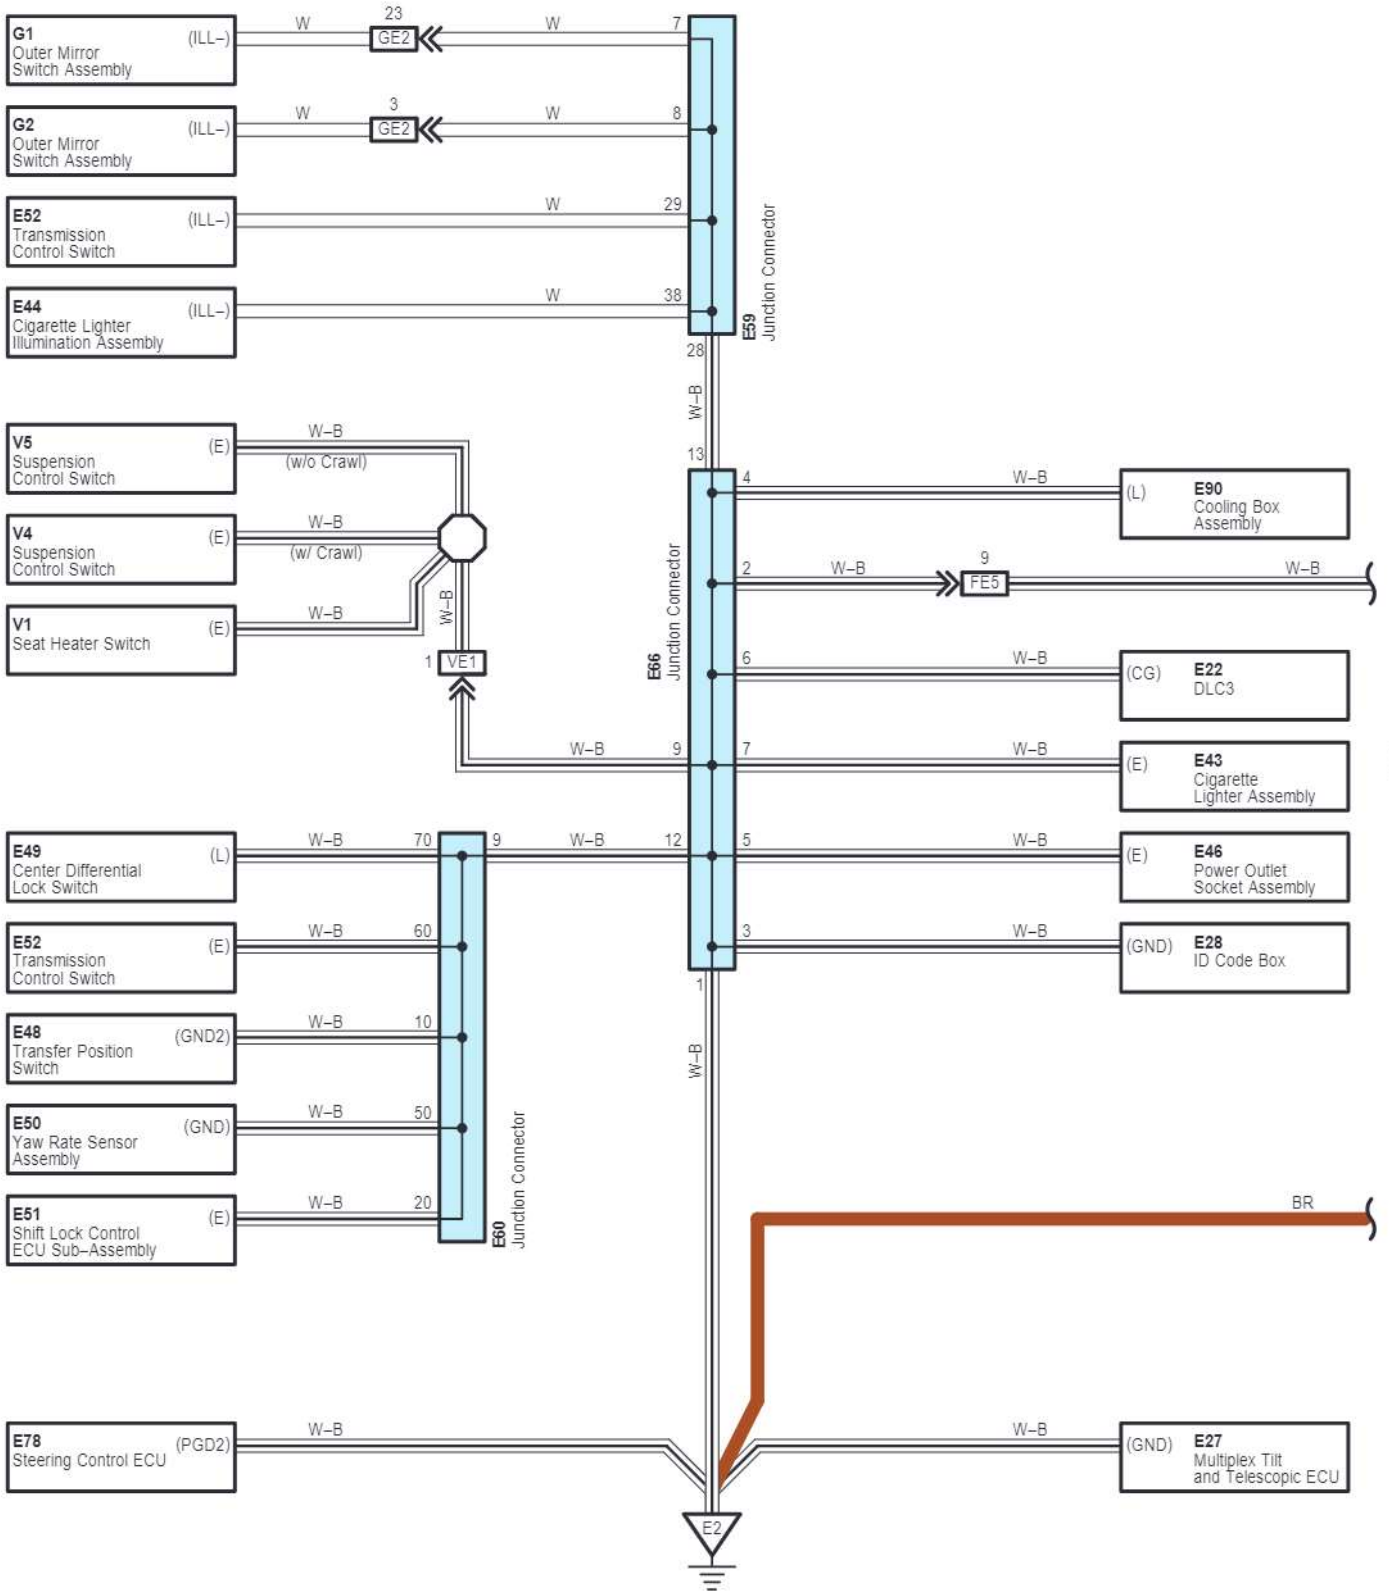 G1
(ILL–)
Outer Mirror
Switch Assembly
W
23
GE2
W
7
G2
(ILL–)
Outer Mirror
Switch Assembly
W
3
GE2
W
8
E52
(ILL–)
Transmission
Control Switch
W
29
E44
(ILL–)
Cigarette Lighter
Illumination Assembly
W
38
E59
Junction Connector
28
W–B
13
V5
(E)
Suspension
Control Switch
W–B
(w/o Crawl)
V4
(E)
Suspension
Control Switch
W–B
(w/ Crawl)
V1
(E)
Seat Heater Switch
W–B
W–B
1
VE1
W–B
9
E66
Junction Connector
4
W–B
(L)
E90
Cooling Box
Assembly
2
W–B
9
FE5
W–B
6
W–B
(CG)
E22
DLC3
7
W–B
(E)
E43
Cigarette
Lighter Assembly
5
W–B
(E)
E46
Power Outlet
Socket Assembly
3
W–B
(GND)
E28
ID Code Box
E49
(L)
Center Differential
Lock Switch
W–B
70
9
W–B
12
E52
(E)
Transmission
Control Switch
W–B
60
E48
(GND2)
Transfer Position
Switch
W–B
10
E50
(GND)
Yaw Rate Sensor
Assembly
W–B
50
E51
(E)
Shift Lock Control
ECU Sub–Assembly
W–B
20
E60
Junction Connector
1
W–B
BR
E78
(PGD2)
Steering Control ECU
W–B
W–B
(GND)
E27
Multiplex Tilt
and Telescopic ECU
E2